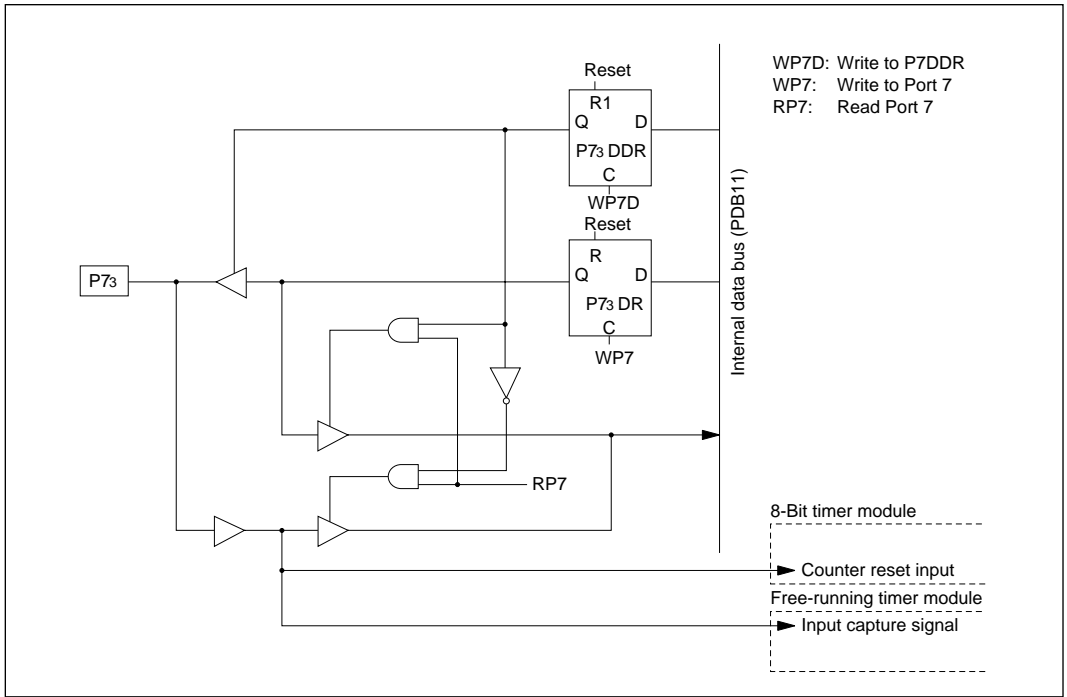 WP7D: Write to P7DDR
WP7: Write to Port 7
RP7: Read Port 7
Reset
R1
Q D
P73 DDR
C
WP7D
Reset
R
Q D
P73 DR
C
WP7
Internal data bus (PDB11)
P73
RP7
8-Bit timer module
Counter reset input
Free-running timer module
Input capture signal